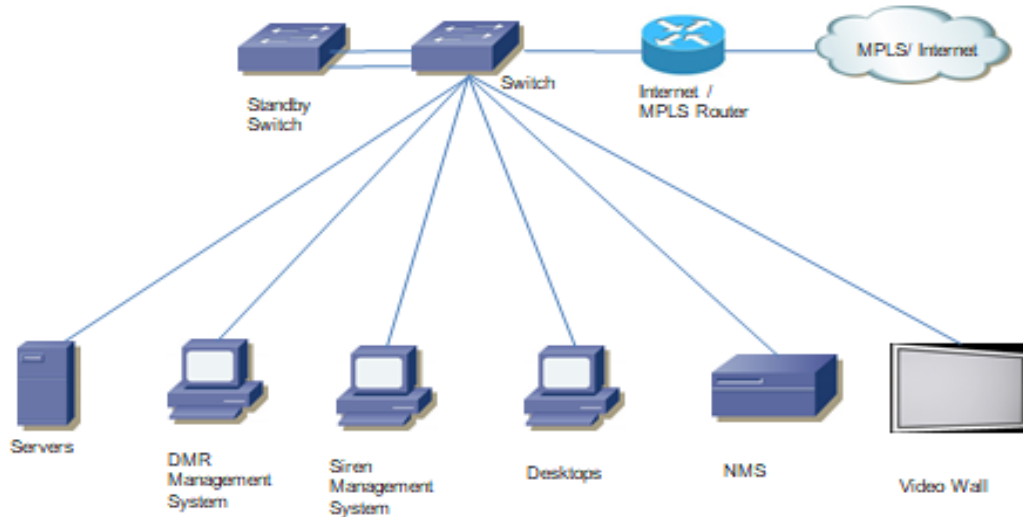 MPLS/ Internet
Switch
Internet /
MPLS Router
Standby
Switch
Servers
DMR
Management
System
Siren
Management
System
Desktops
NMS
Video Wall